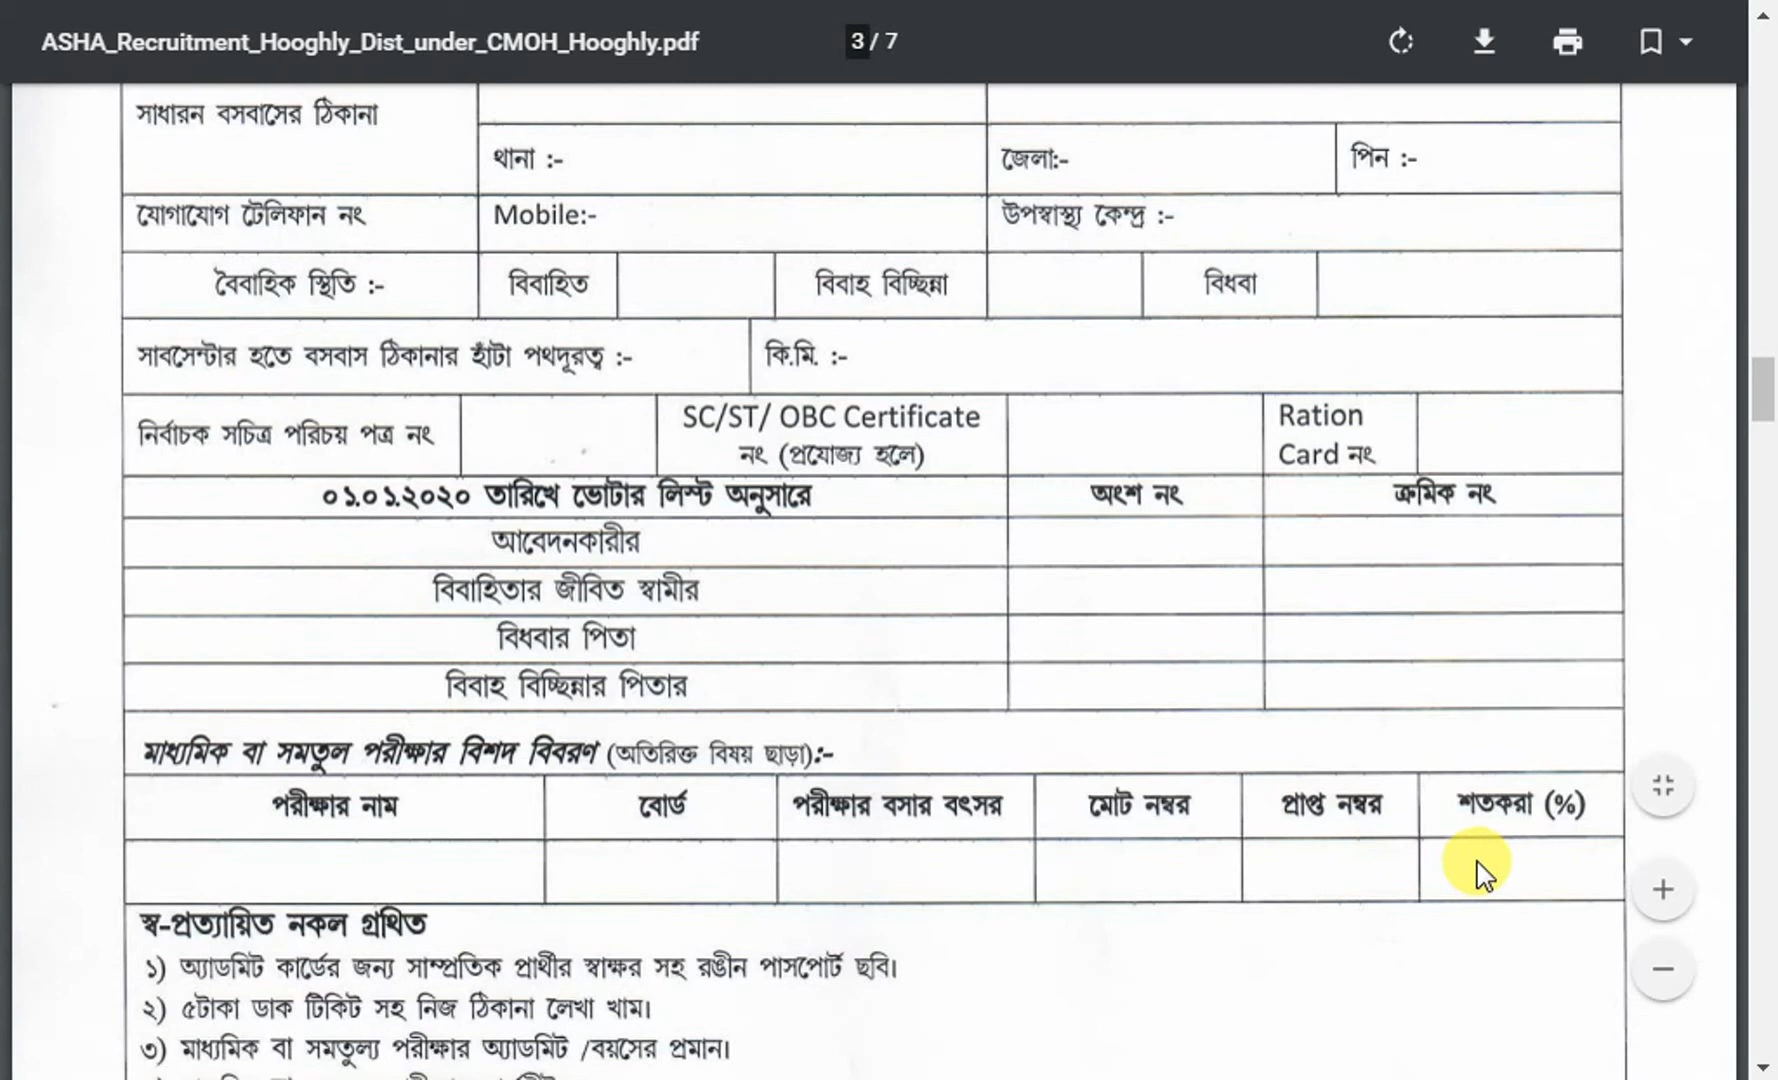 ASHA_Recruitment_Hooghly_Dist_under_CMOH_Hooghly.pdf 3 / 7
সাধারন বসবাসের ঠিকানা
থানা :- জেলা:- পিন :-
যোগাযোগ টেলিফান নং Mobile:- উপস্বাস্থ্য কেন্দ্র :-
বৈবাহিক স্থিতি :- বিবাহিত বিবাহ বিচ্ছিন্না বিধবা
সাবসেন্টার হতে বসবাস ঠিকানার হাঁটা পথদূরত্ব :- কি.মি. :-
নির্বাচক সচিত্র পরিচয় পত্র নং SC/ST/ OBC Certificate নং (প্রযোজ্য হলে) Ration Card নং
০১.০১.২০২০ তারিখে ভোটার লিস্ট অনুসারে অংশ নং ক্রমিক নং
আবেদনকারীর
বিবাহিতার জীবিত স্বামীর
বিধবার পিতা
বিবাহ বিচ্ছিন্নার পিতার
মাধ্যমিক বা সমতুল পরীক্ষার বিশদ বিবরণ (অতিরিক্ত বিষয় ছাড়া):-
পরীক্ষার নাম বোর্ড পরীক্ষার বসার বৎসর মোট নম্বর প্রাপ্ত নম্বর শতকরা (%)
স্ব-প্রত্যায়িত নকল গ্রথিত
১) অ্যাডমিট কার্ডের জন্য সাম্প্রতিক প্রার্থীর স্বাক্ষর সহ রঙীন পাসপোর্ট ছবি।
২) ৫টাকা ডাক টিকিট সহ নিজ ঠিকানা লেখা খাম।
৩) মাধ্যমিক বা সমতুল্য পরীক্ষার অ্যাডমিট /বয়সের প্রমান।